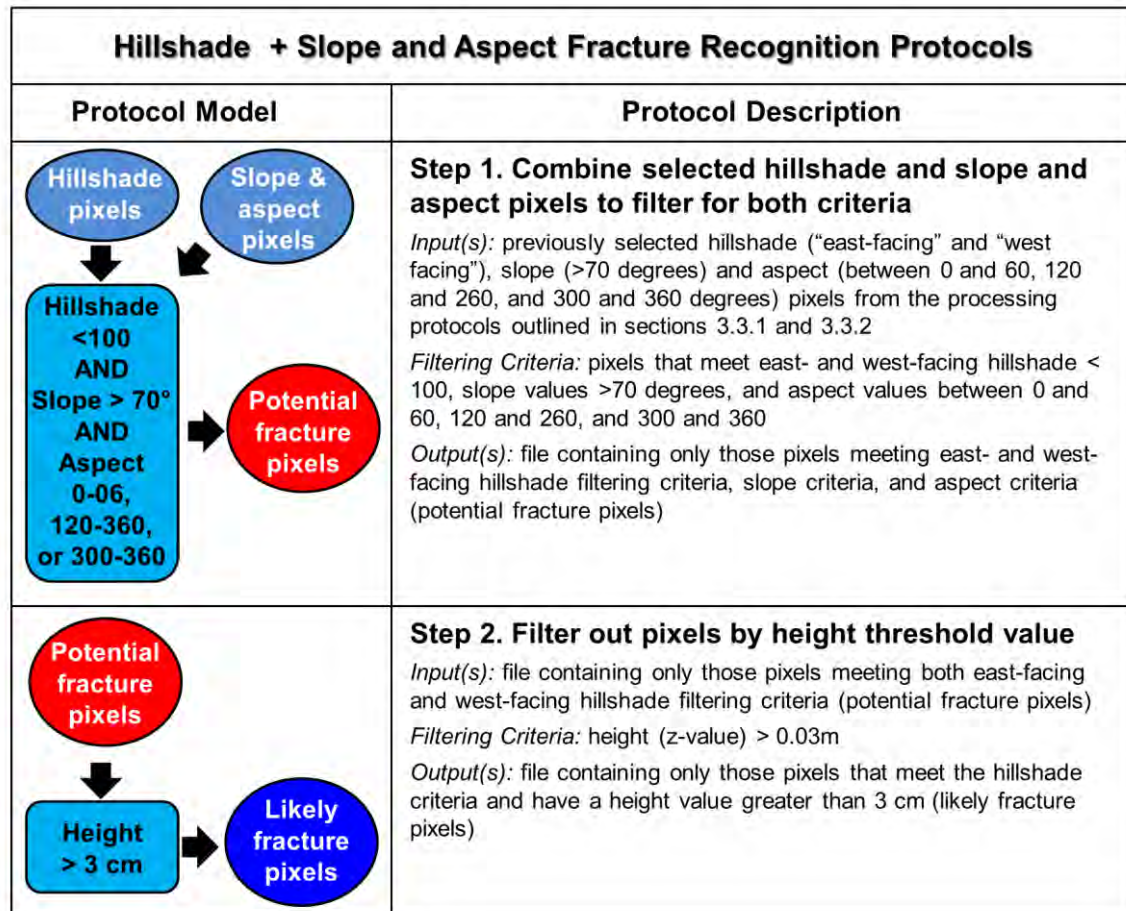 Hillshade + Slope and Aspect Fracture Recognition Protocols
Protocol Model
Protocol Description
Hillshade
pixels
Slope &
aspect
pixels
Hillshade
<100
AND
Slope > 70°
AND
Aspect
0-06,
120-360,
or 300-360
Potential
fracture
pixels
Step 1. Combine selected hillshade and slope and
aspect pixels to filter for both criteria
Input(s): previously selected hillshade (“east-facing” and “west
facing”), slope (>70 degrees) and aspect (between 0 and 60, 120
and 260, and 300 and 360 degrees) pixels from the processing
protocols outlined in sections 3.3.1 and 3.3.2
Filtering Criteria: pixels that meet east- and west-facing hillshade <
100, slope values >70 degrees, and aspect values between 0 and
60, 120 and 260, and 300 and 360
Output(s): file containing only those pixels meeting east- and west-
facing hillshade filtering criteria, slope criteria, and aspect criteria
(potential fracture pixels)
Potential
fracture
pixels
Height
> 3 cm
Likely
fracture
pixels
Step 2. Filter out pixels by height threshold value
Input(s): file containing only those pixels meeting both east-facing
and west-facing hillshade filtering criteria (potential fracture pixels)
Filtering Criteria: height (z-value) > 0.03m
Output(s): file containing only those pixels that meet the hillshade
criteria and have a height value greater than 3 cm (likely fracture
pixels)